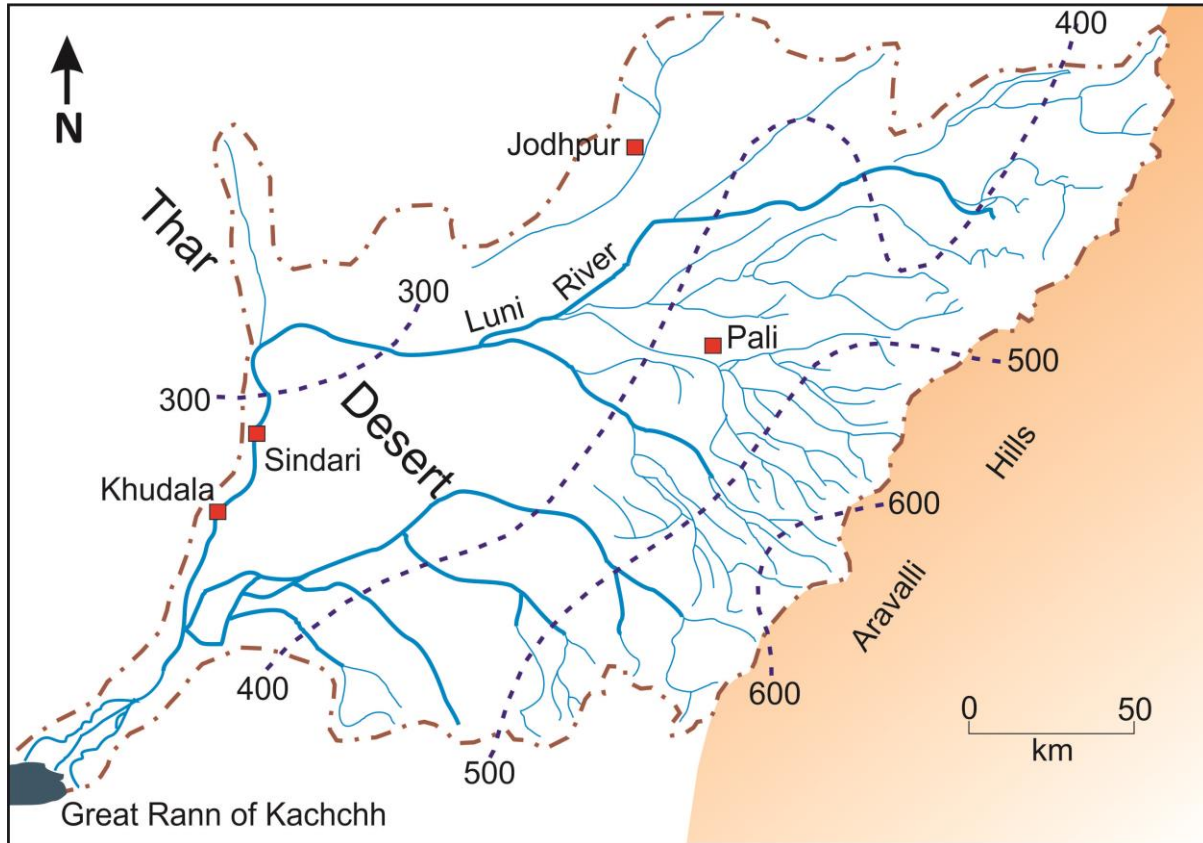 400
N
Jodhpur
Thar
300
Luni River
Pali
500
300
Desert
Sindari
Hills
Khudala
600
Aravalli
400
600
0 50
km
500
Great Rann of Kachchh